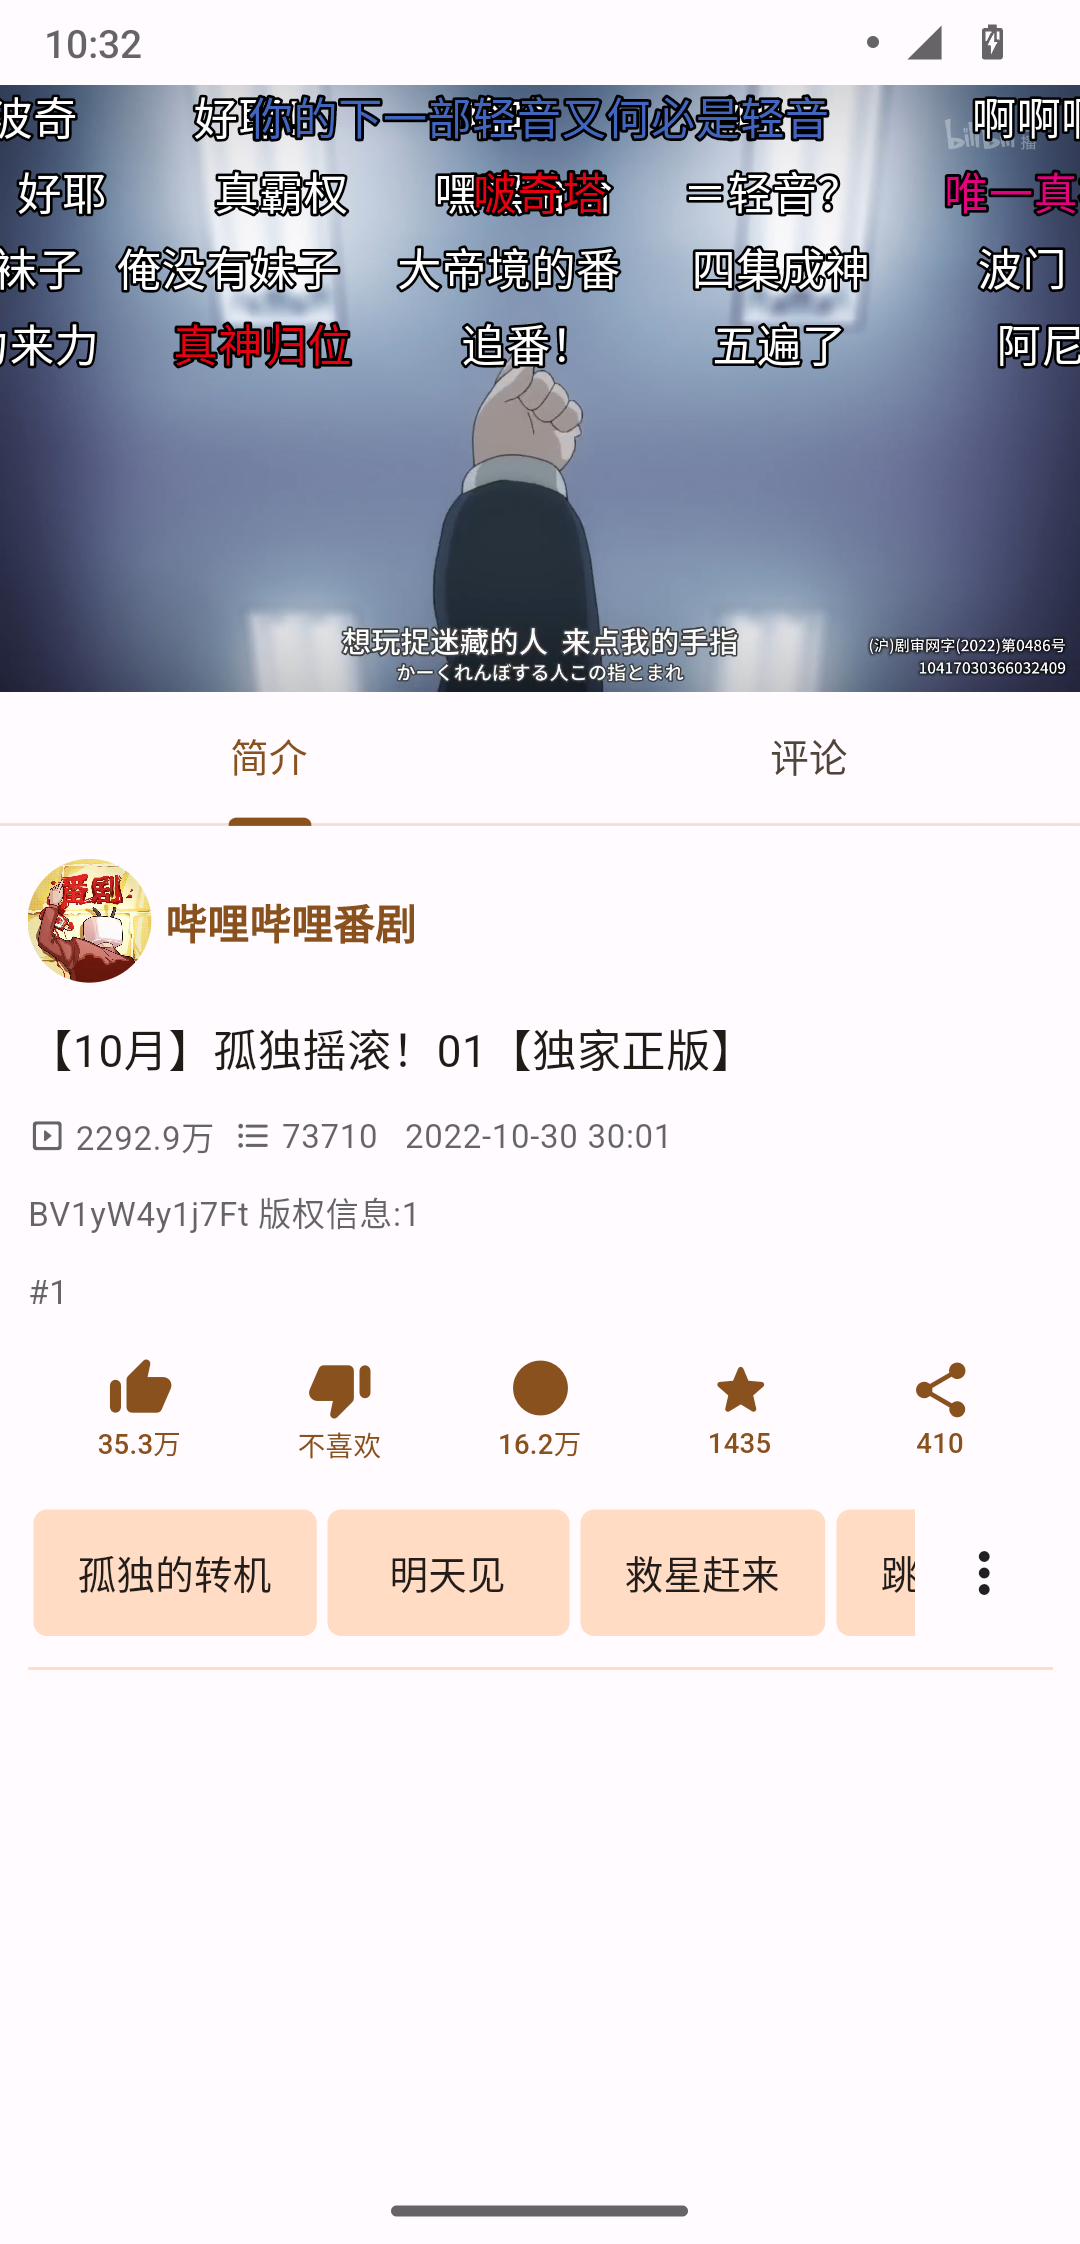 10:32
波奇
你的下一部轻音又何必是轻音
好耶
真霸权
啵奇塔
＝轻音？
唯一真
袜子
俺没有妹子
大帝境的番
四集成神
波门
来力
真神归位
追番！
五遍了
阿尼
想玩捉迷藏的人 来点我的手指
かーくれんぼする人この指とまれ
(沪)剧审网字(2022)第0486号
10417030366032409
简介
评论
番剧
哔哩哔哩番剧
【10月】孤独摇滚！01【独家正版】
2292.9万 73710 2022-10-30 30:01
BV1yW4y1j7Ft 版权信息:1
#1
35.3万
不喜欢
16.2万
1435
410
孤独的转机
明天见
救星赶来
跳